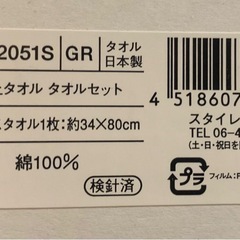 2051S GR タオル
日本製
タオル タオルセット
スタオル1枚:約34×80cm
綿100%
検針済
4 518607
スタイレ
TEL 06-4
(土・日・祝日を
プラ
フィルム:P